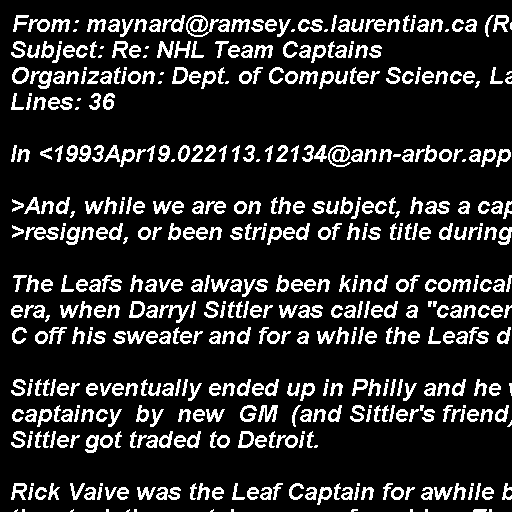 From: maynard@ramsey.cs.laurentian.ca
Subject: Re: NHL Team Captains
Organization: Dept. of Computer Science,
Lines: 36
In <1993Apr19.022113.12134@ann-arbor.app
>And, while we are on the subject, has a
>resigned, or been striped of his title during
The Leafs have always been kind of comical
era, when Darryl Sittler was called a "cancer
C off his sweater and for a while the Leafs
Sittler eventually ended up in Philly and he
captaincy by new GM (and Sittler's friend)
Sittler got traded to Detroit.
Rick Vaive was the Leaf Captain for awhile